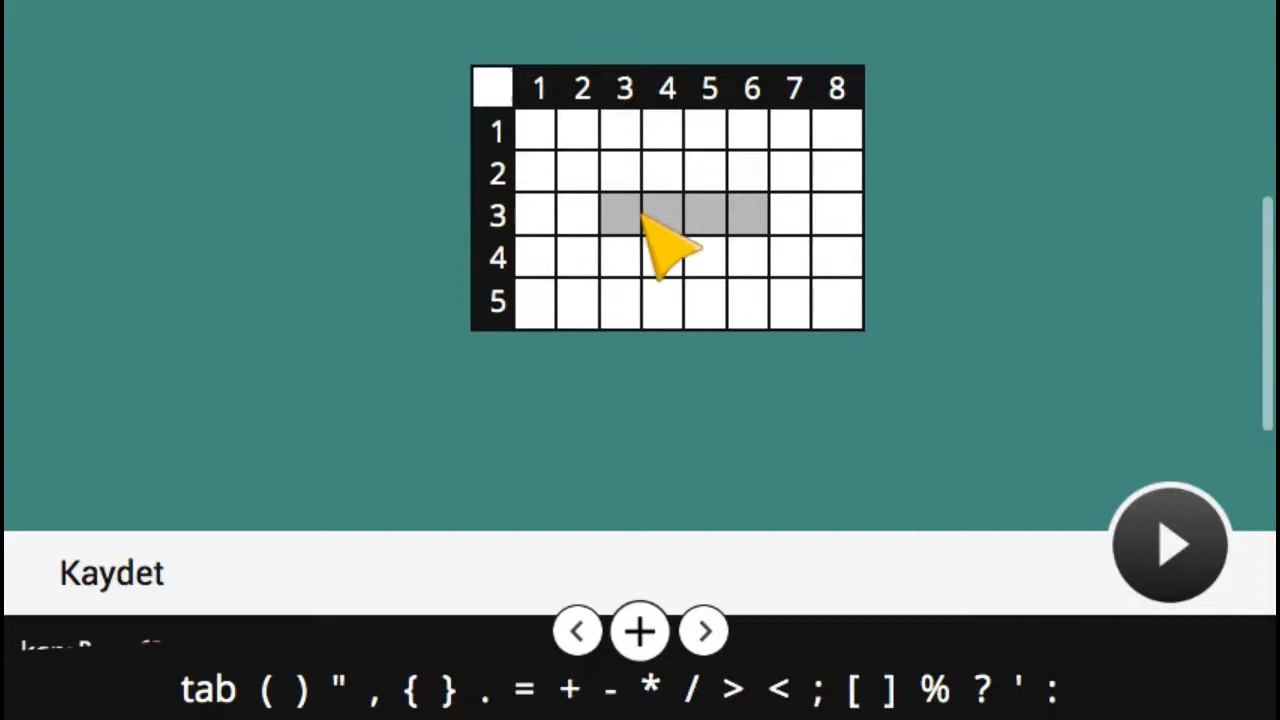 1 2 3 4 5 6 7 8
1
2
3
4
5
Kaydet
tab ( ) " , { } . = + - * / > < ; [ ] % ? ' :